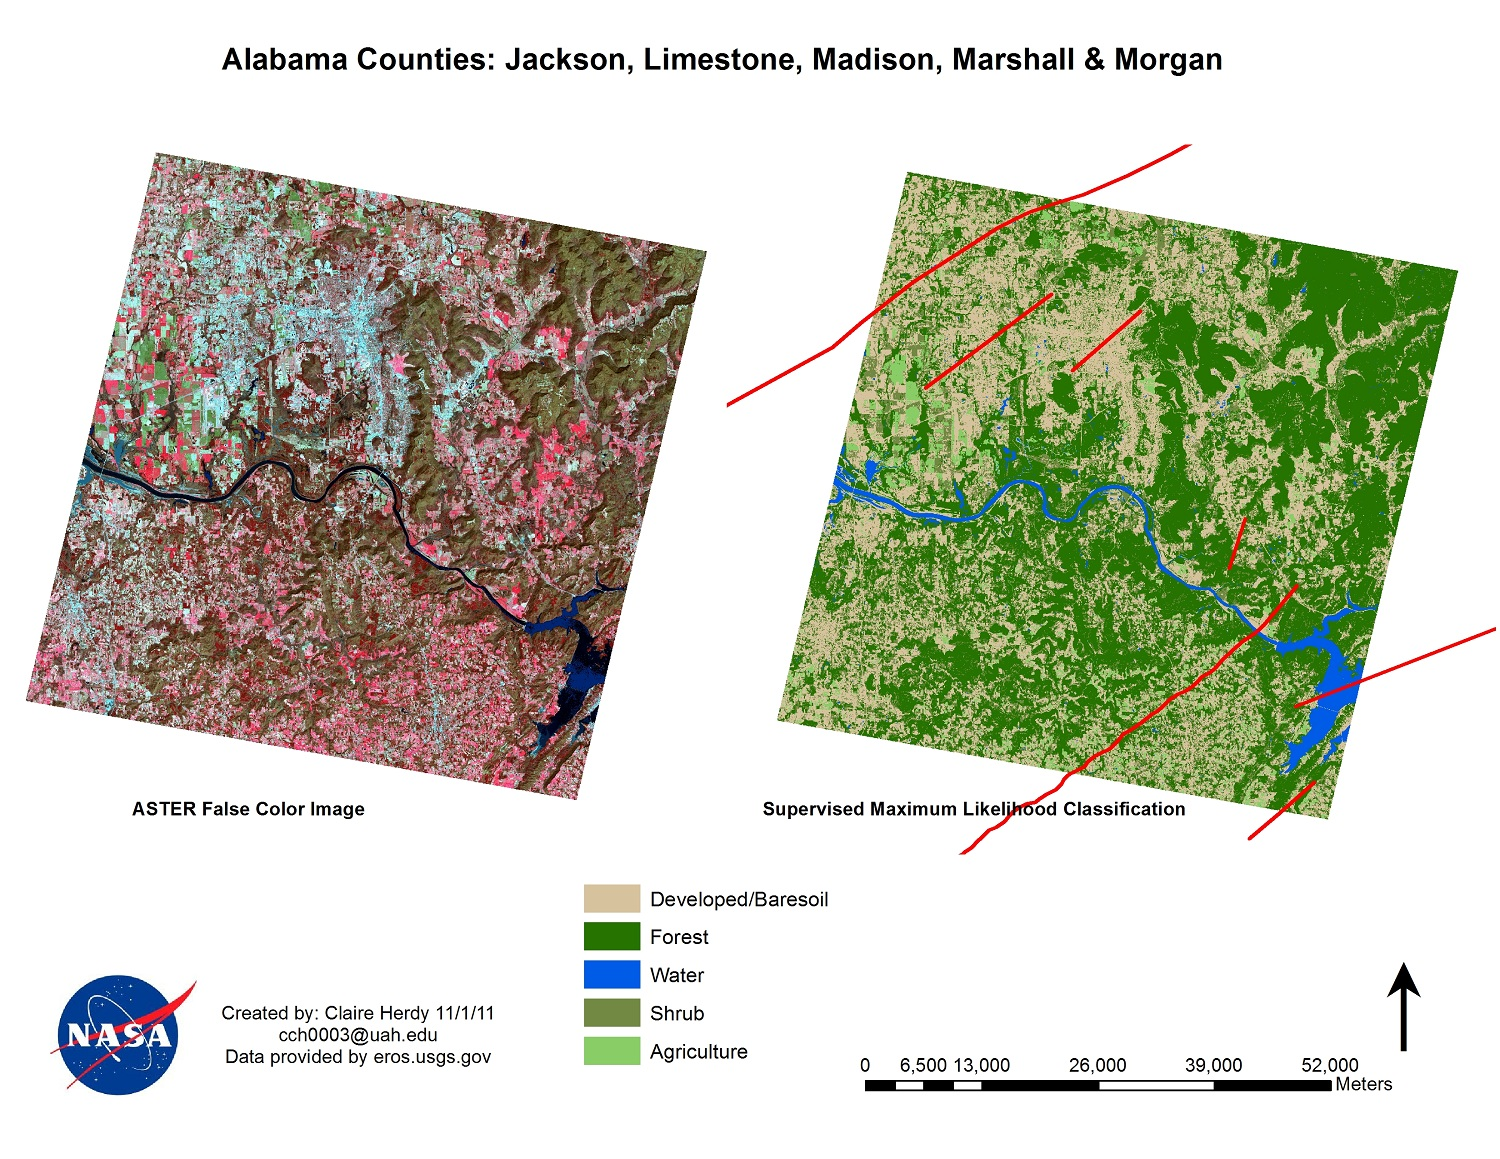 Alabama Counties: Jackson, Limestone, Madison, Marshall & Morgan
ASTER False Color Image
Supervised Maximum Likelihood Classification
Developed/Baresoil
Forest
Water
Shrub
Agriculture
NASA
Created by: Claire Herdy 11/1/11
cch0003@uah.edu
Data provided by eros.usgs.gov
0 6,500 13,000 26,000 39,000 52,000
Meters